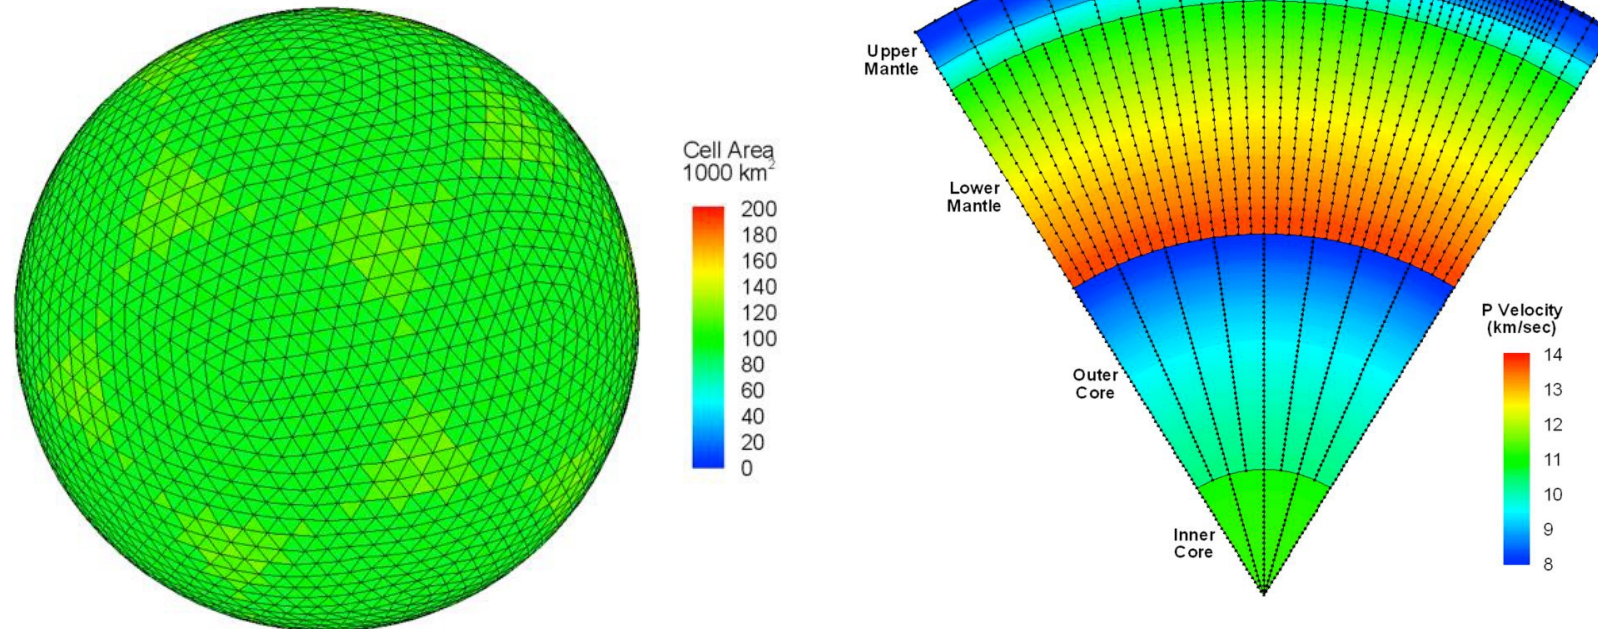 Cell Area
1000 km²
200
180
160
140
120
100
80
60
40
20
0
Upper
Mantle
Lower
Mantle
Outer
Core
Inner
Core
P Velocity
(km/sec)
14
13
12
11
10
9
8